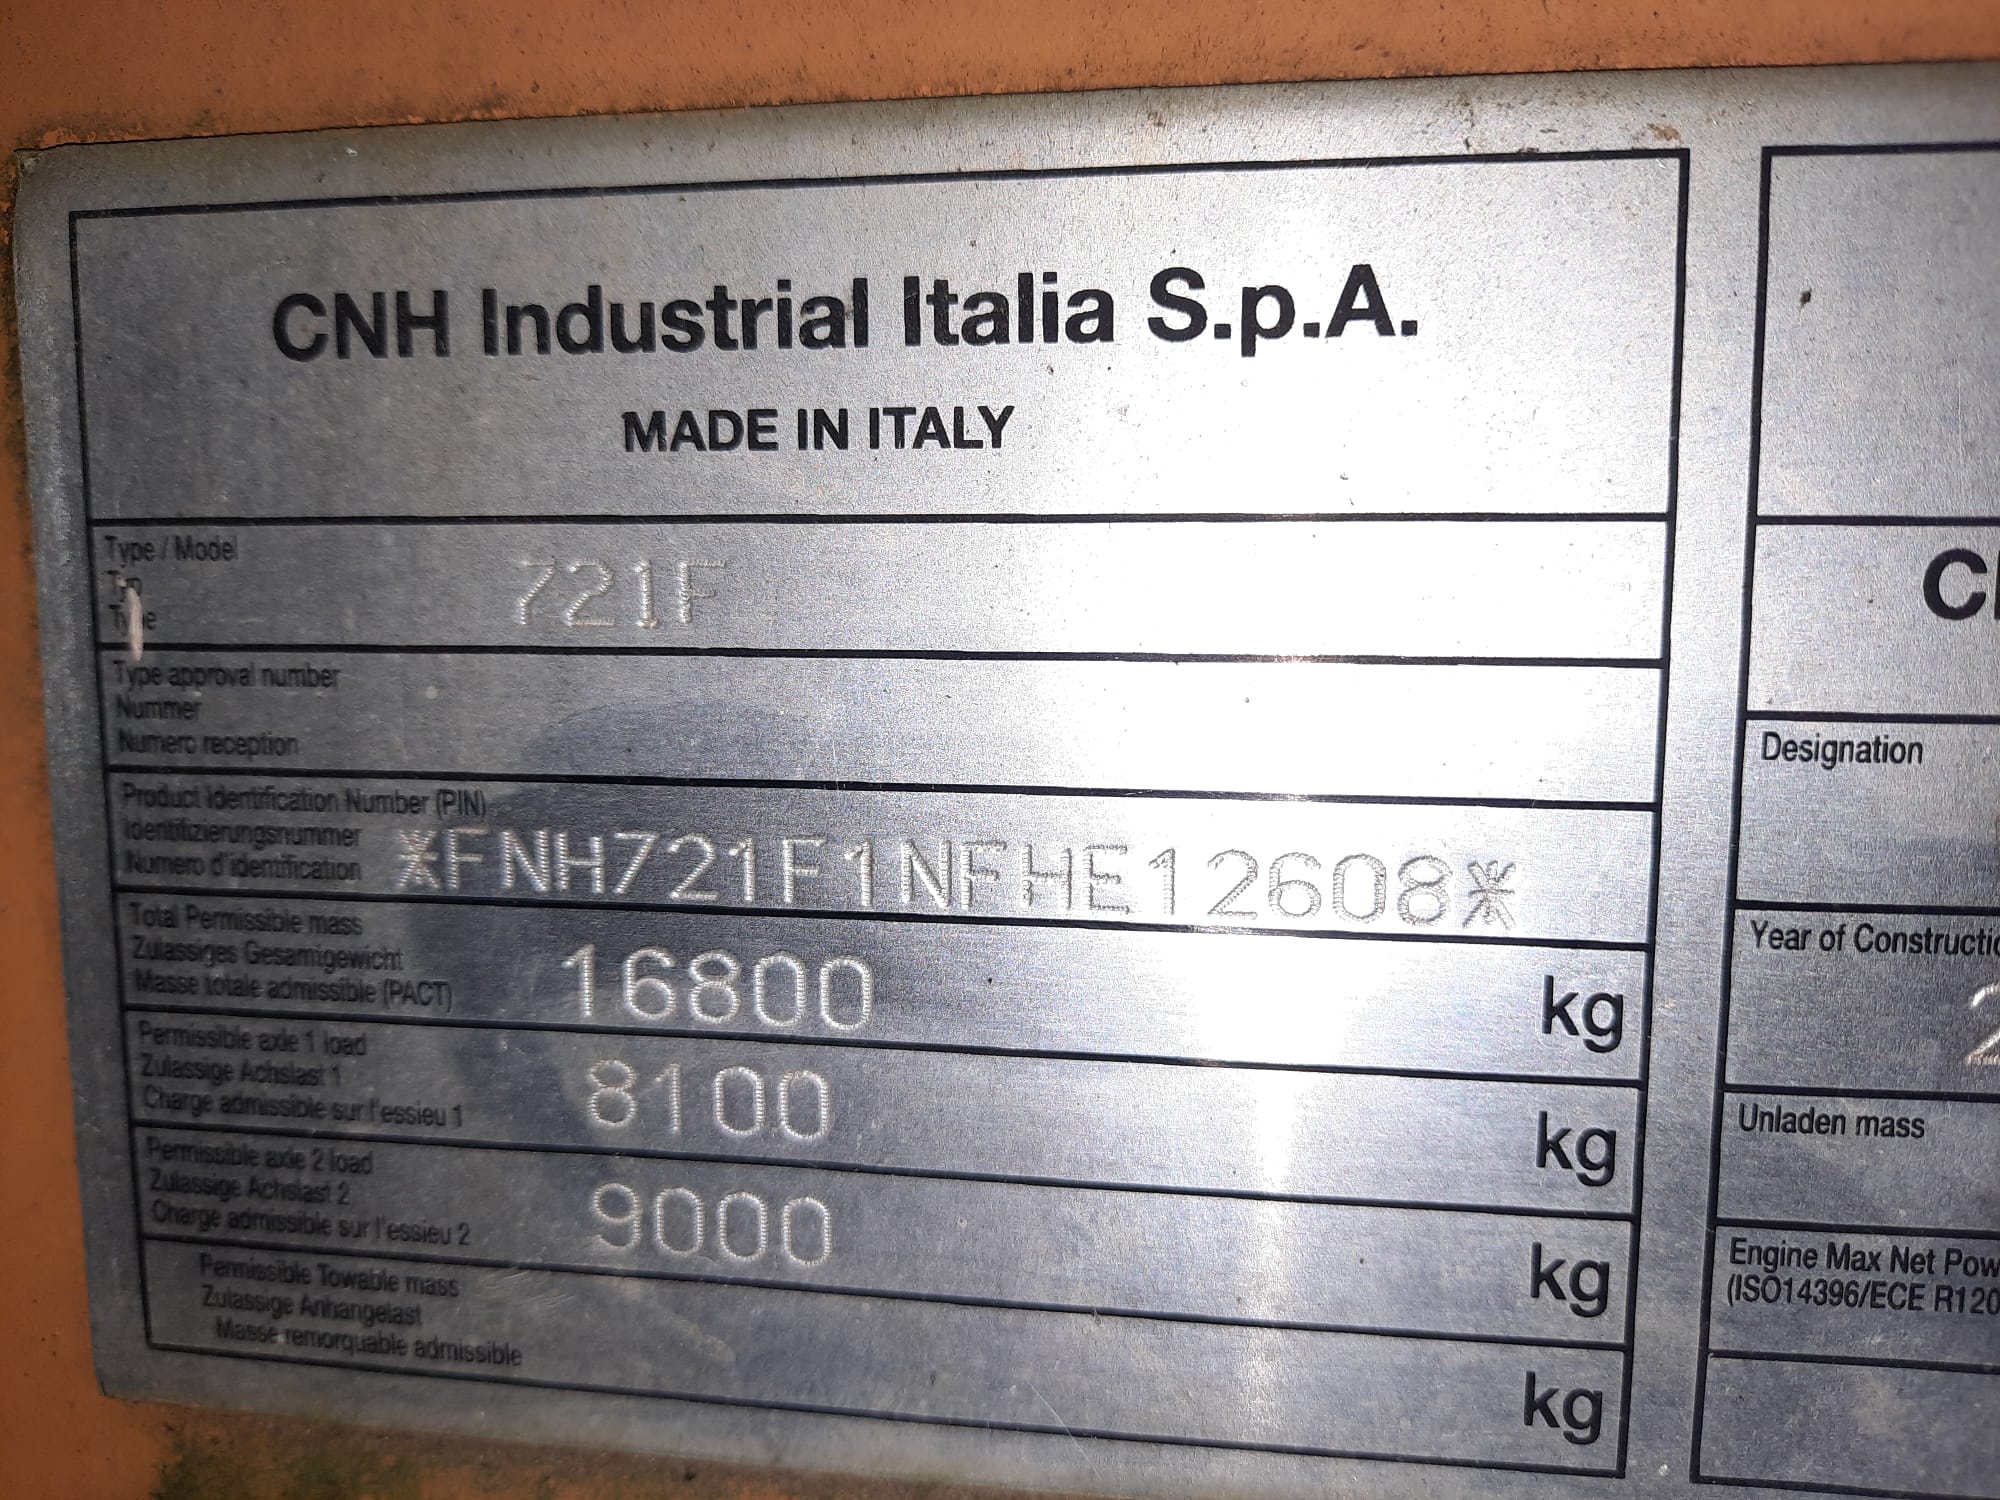 CNH Industrial Italia S.p.A.
MADE IN ITALY
Type / Model
Typ
Type
721F
Type approval number
Nummer
Numero reception
Product Identification Number (PIN)
Identifizierungsnummer
Numero d'identification
*FNH721F1NFHE12608*
Total Permissible mass
Zulassiges Gesamtgewicht
Masse totale admissible (PACT)
16800
kg
Permissible axle 1 load
Zulassige Achslast 1
Charge admissible sur l'essieu 1
8100
kg
Permissible axle 2 load
Zulassige Achslast 2
Charge admissible sur l'essieu 2
9000
kg
Permissible Towable mass
Zulassige Anhangelast
Masse remorquable admissible
kg
Designation
Year of Constructio
Unladen mass
Engine Max Net Pow
(ISO14396/ECE R120